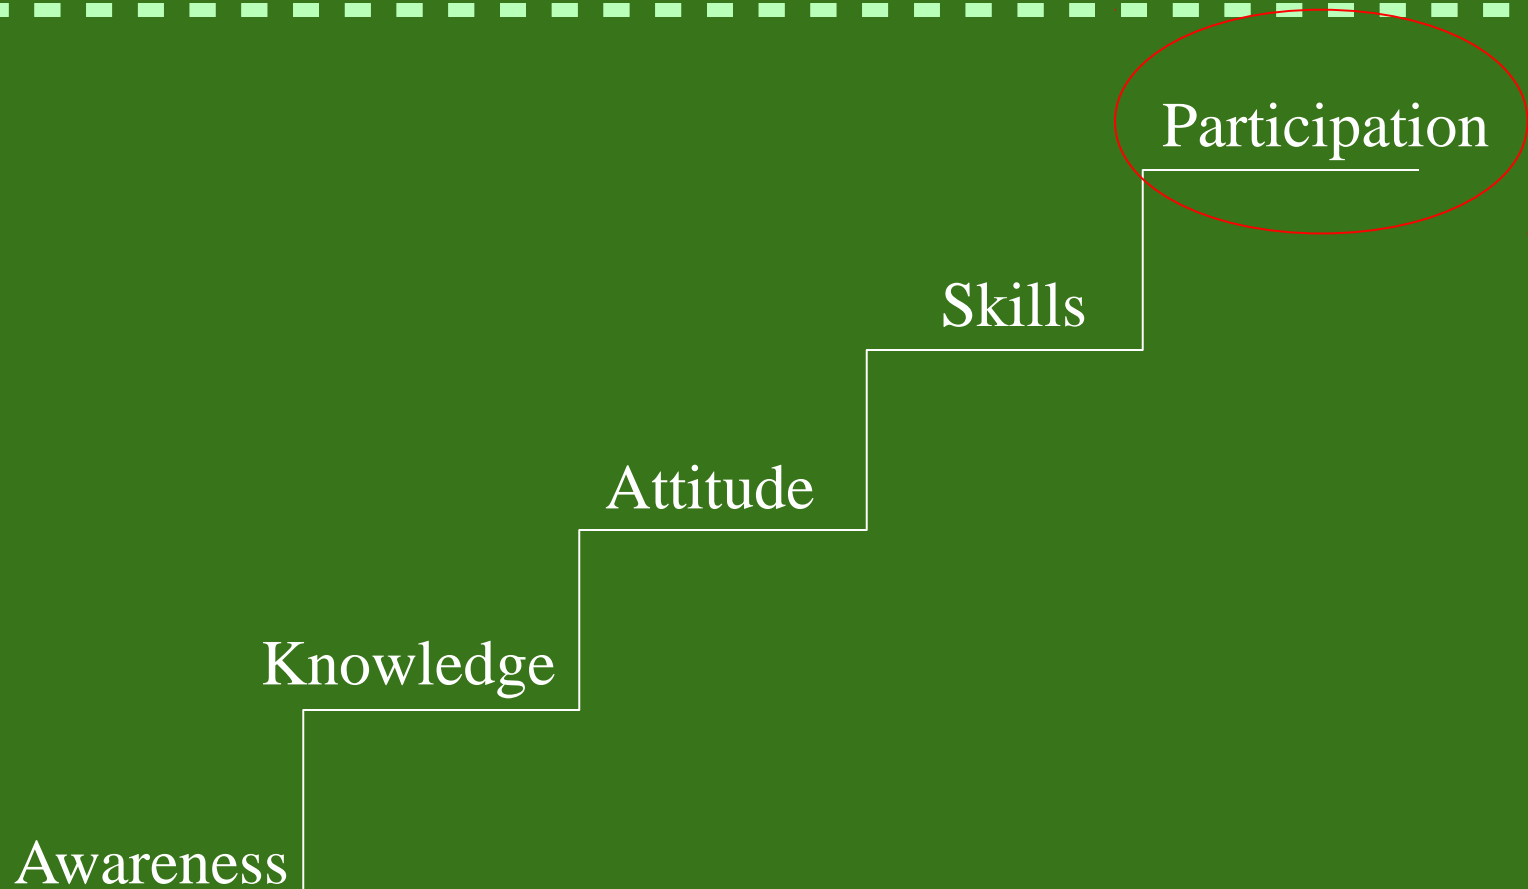 Participation
Skills
Attitude
Knowledge
Awareness